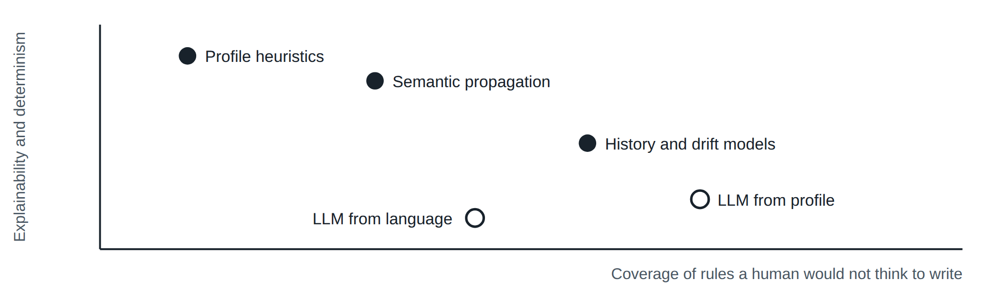 Explainability and determinism
Profile heuristics
Semantic propagation
History and drift models
LLM from profile
LLM from language
Coverage of rules a human would not think to write